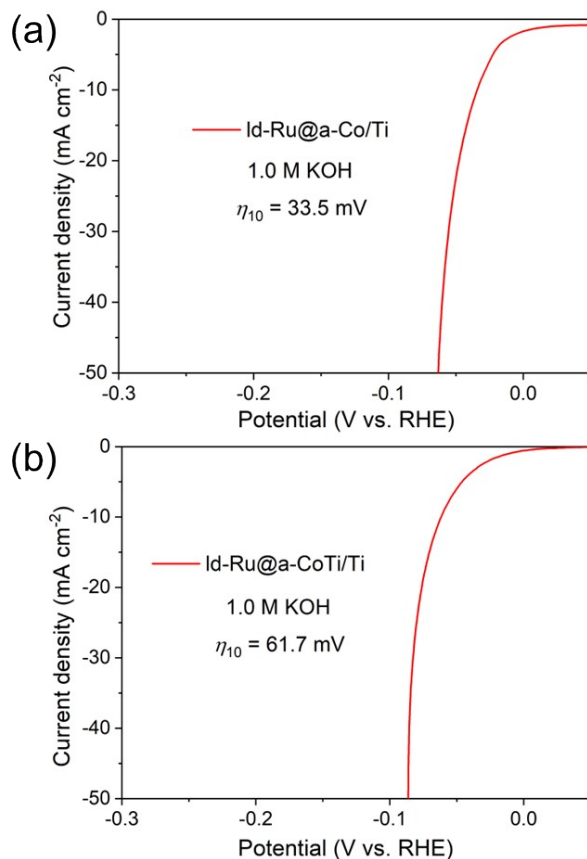 (a)
0
-10
-20
-30
-40
-50
Current density (mA cm⁻²)
ld-Ru@a-Co/Ti
1.0 M KOH
η₁₀ = 33.5 mV
-0.3
-0.2
-0.1
0.0
Potential (V vs. RHE)
(b)
0
-10
-20
-30
-40
-50
Current density (mA cm⁻²)
ld-Ru@a-CoTi/Ti
1.0 M KOH
η₁₀ = 61.7 mV
-0.3
-0.2
-0.1
0.0
Potential (V vs. RHE)